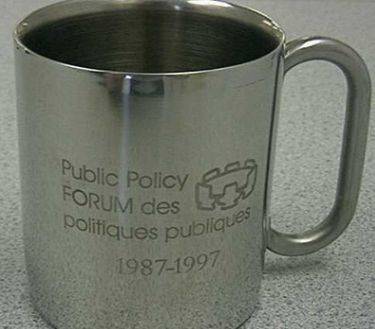 Public Policy
FORUM des
politiques publiques
1987-1997